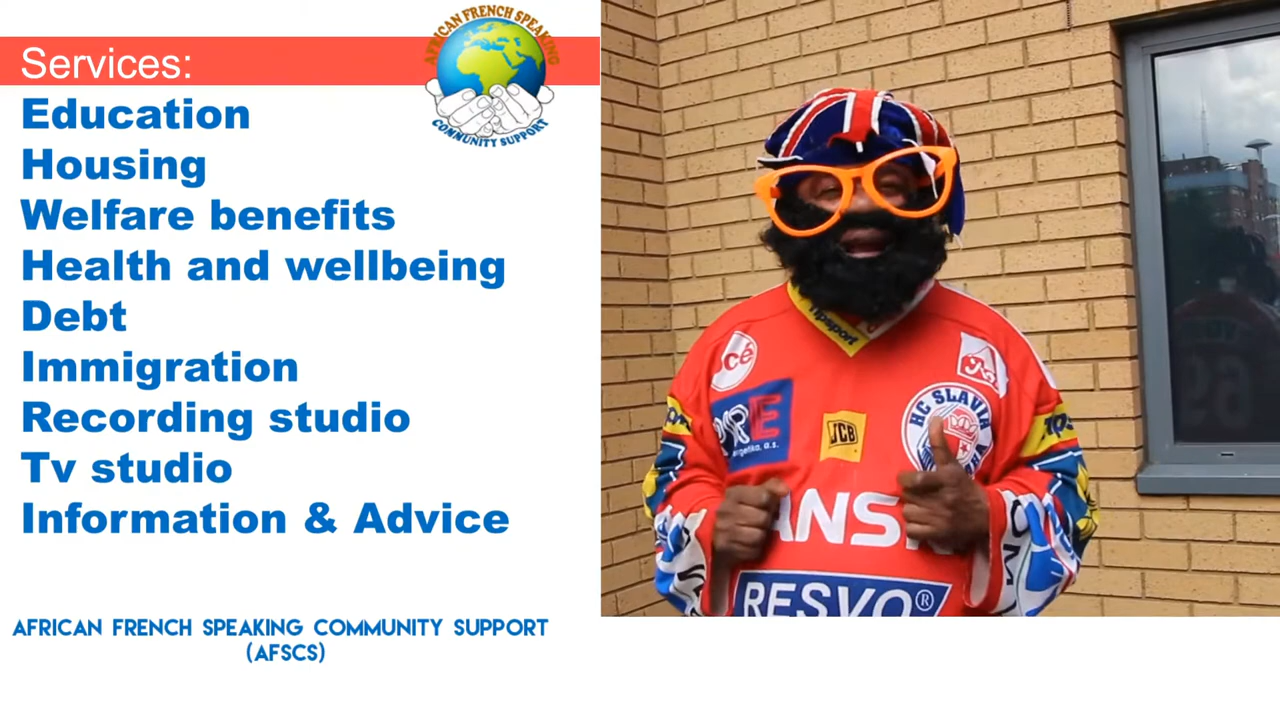 Services:
Education
Housing
Welfare benefits
Health and wellbeing
Debt
Immigration
Recording studio
Tv studio
Information & Advice
AFRICAN FRENCH SPEAKING COMMUNITY SUPPORT
(AFSCS)
AFRICAN FRENCH SPEAKING
COMMUNITY SUPPORT
Tipsport
cé
JCB
HC SLAVIA
RESVO®